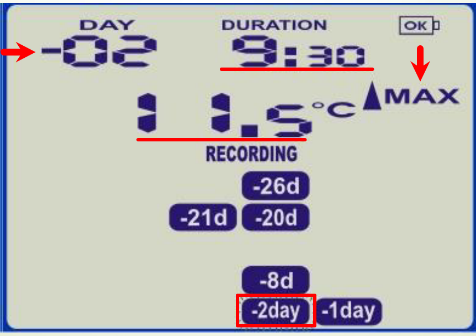 DAY DURATION OK
-02 9:30
MAX
11.5°C
RECORDING
-26d
-21d -20d
-8d
-2day -1day